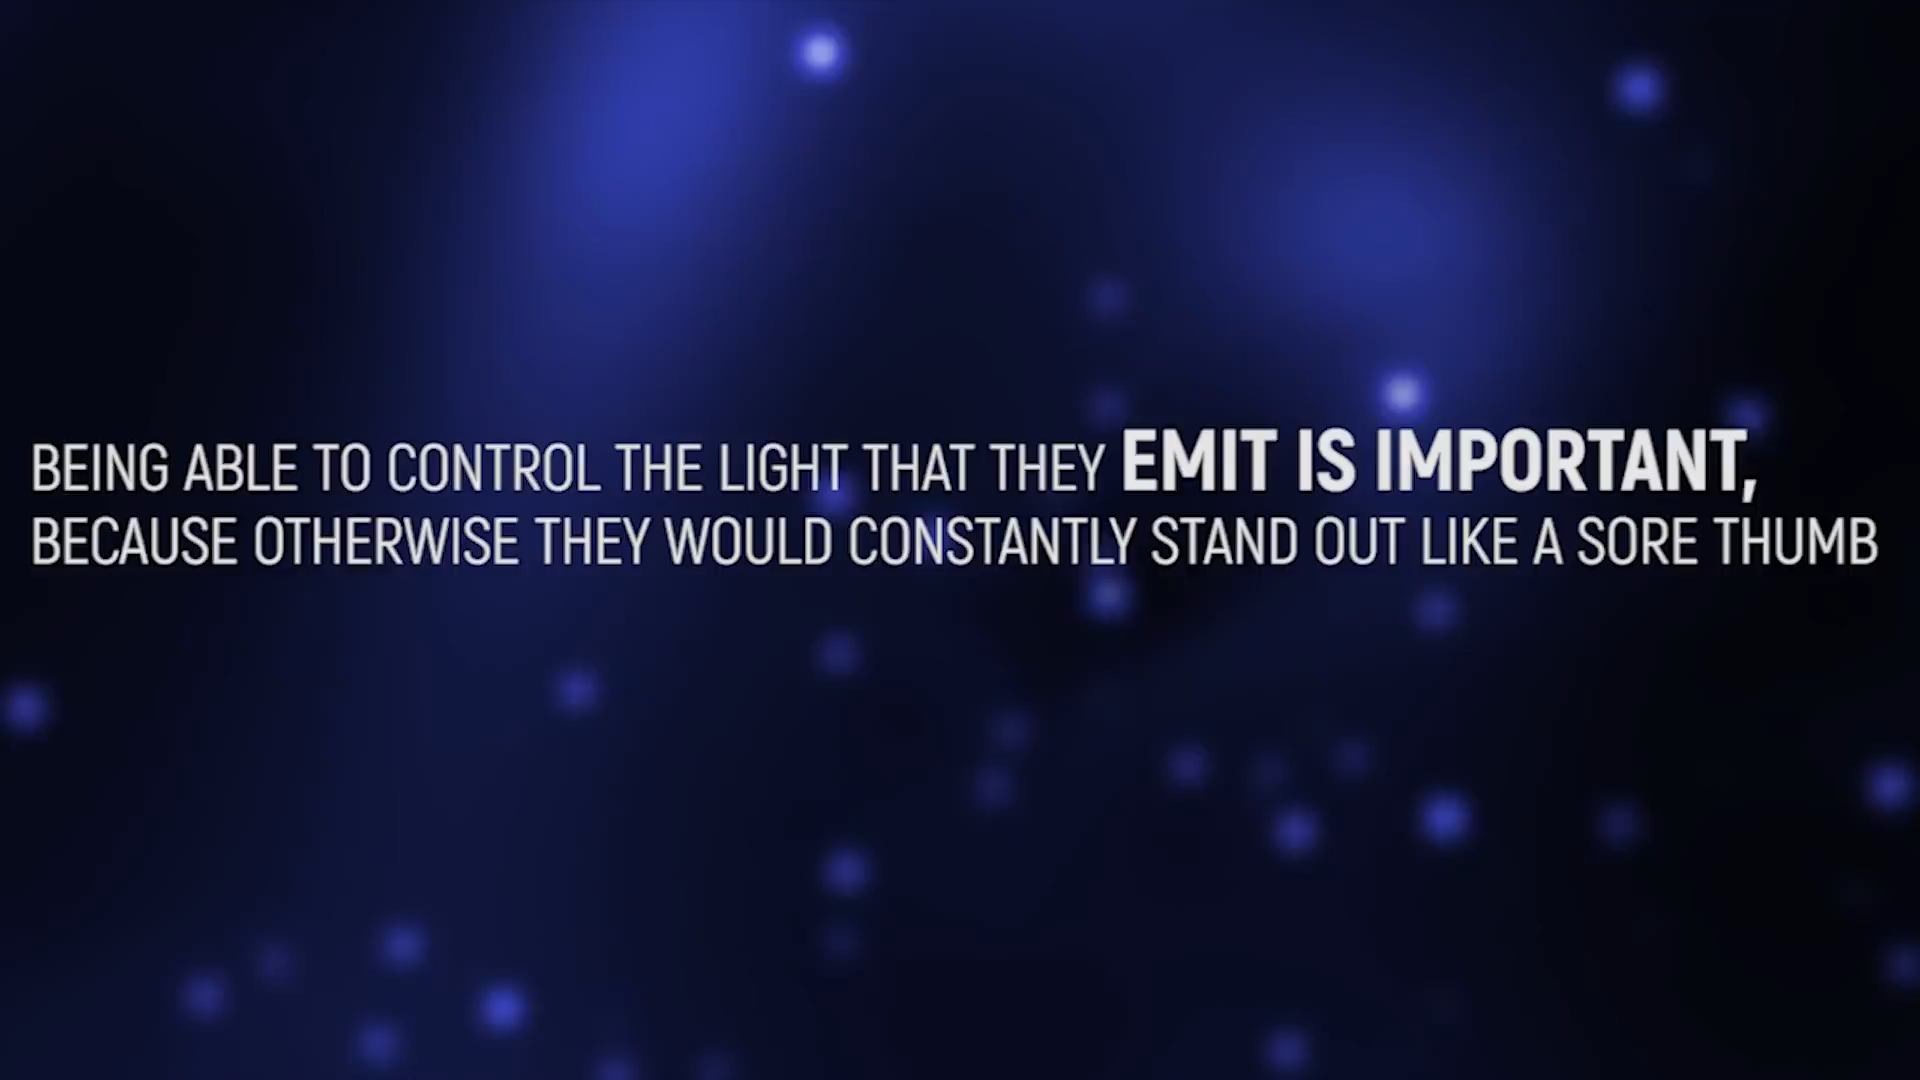 BEING ABLE TO CONTROL THE LIGHT THAT THEY EMIT IS IMPORTANT,
BECAUSE OTHERWISE THEY WOULD CONSTANTLY STAND OUT LIKE A SORE THUMB